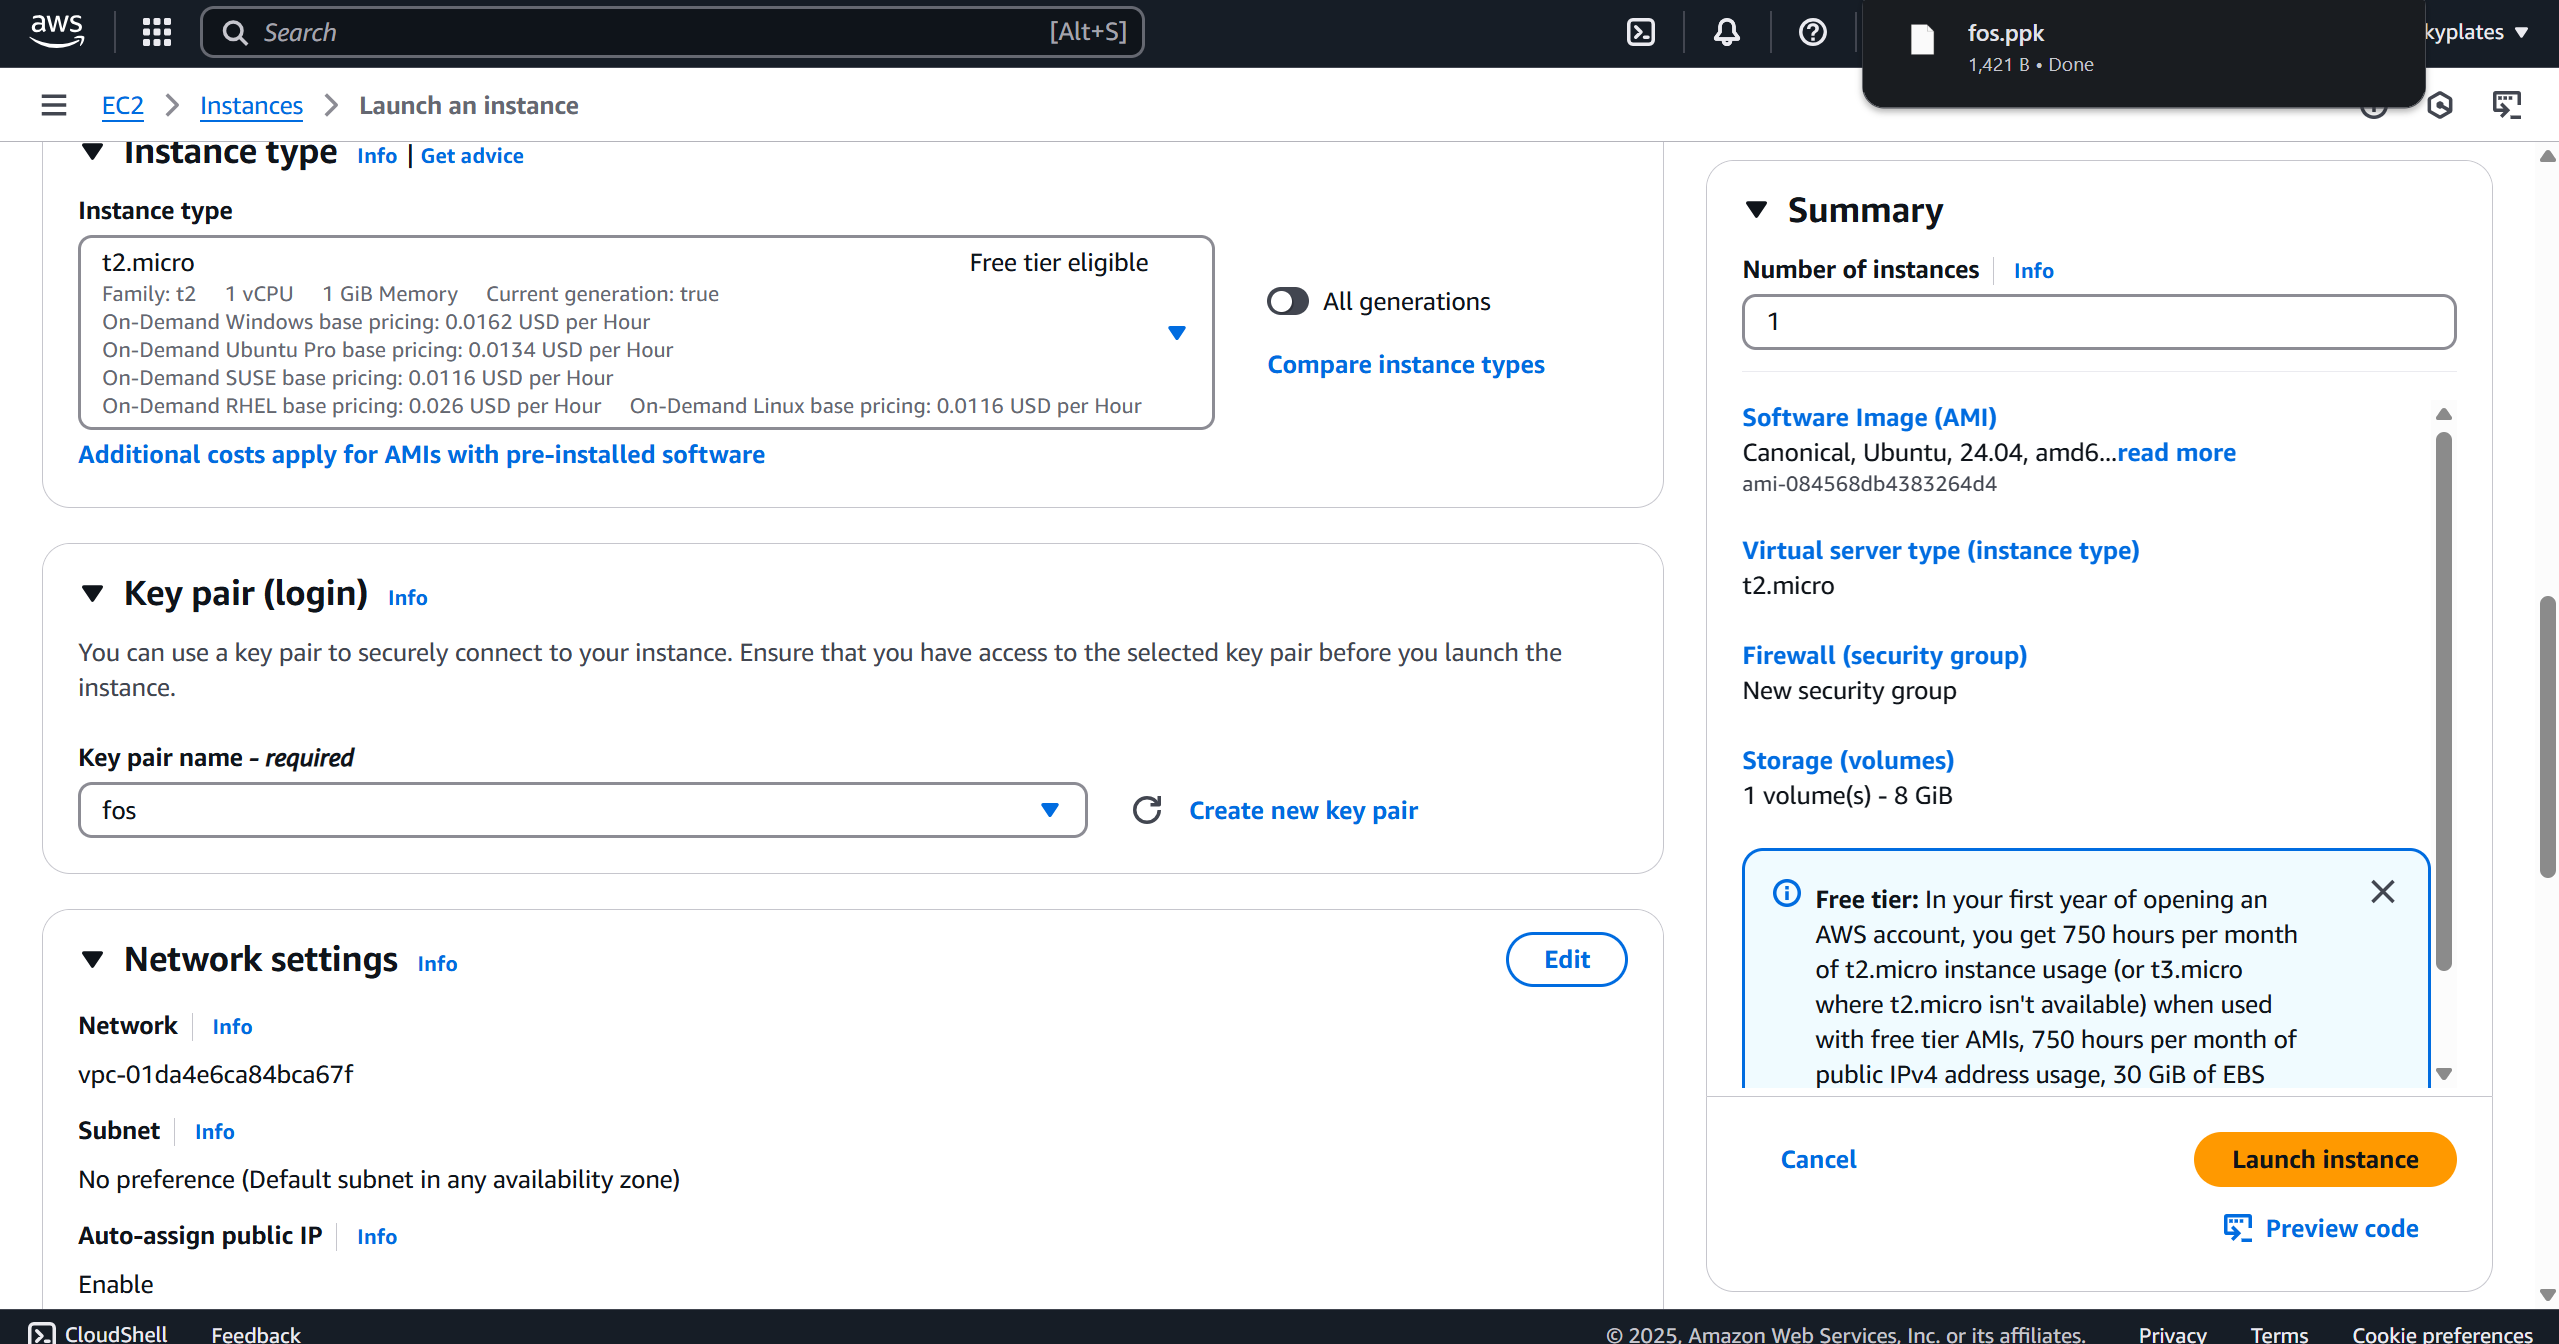 aws
Search
[Alt+S]
fos.ppk
1,421 B • Done
kyplates
EC2
Instances
Launch an instance
Instance type
Info
Get advice
Instance type
t2.micro
Free tier eligible
Family: t2 1 vCPU 1 GiB Memory Current generation: true
On-Demand Windows base pricing: 0.0162 USD per Hour
On-Demand Ubuntu Pro base pricing: 0.0134 USD per Hour
On-Demand SUSE base pricing: 0.0116 USD per Hour
On-Demand RHEL base pricing: 0.026 USD per Hour On-Demand Linux base pricing: 0.0116 USD per Hour
All generations
Compare instance types
Additional costs apply for AMIs with pre-installed software
Key pair (login)
Info
You can use a key pair to securely connect to your instance. Ensure that you have access to the selected key pair before you launch the
instance.
Key pair name - required
fos
Create new key pair
Network settings
Info
Edit
Network
Info
vpc-01da4e6ca84bca67f
Subnet
Info
No preference (Default subnet in any availability zone)
Auto-assign public IP
Info
Enable
Summary
Number of instances
Info
1
Software Image (AMI)
Canonical, Ubuntu, 24.04, amd6...read more
ami-084568db4383264d4
Virtual server type (instance type)
t2.micro
Firewall (security group)
New security group
Storage (volumes)
1 volume(s) - 8 GiB
Free tier: In your first year of opening an
AWS account, you get 750 hours per month
of t2.micro instance usage (or t3.micro
where t2.micro isn't available) when used
with free tier AMIs, 750 hours per month of
public IPv4 address usage, 30 GiB of EBS
Cancel
Launch instance
Preview code
CloudShell
Feedback
© 2025, Amazon Web Services, Inc. or its affiliates.
Privacy
Terms
Cookie preferences